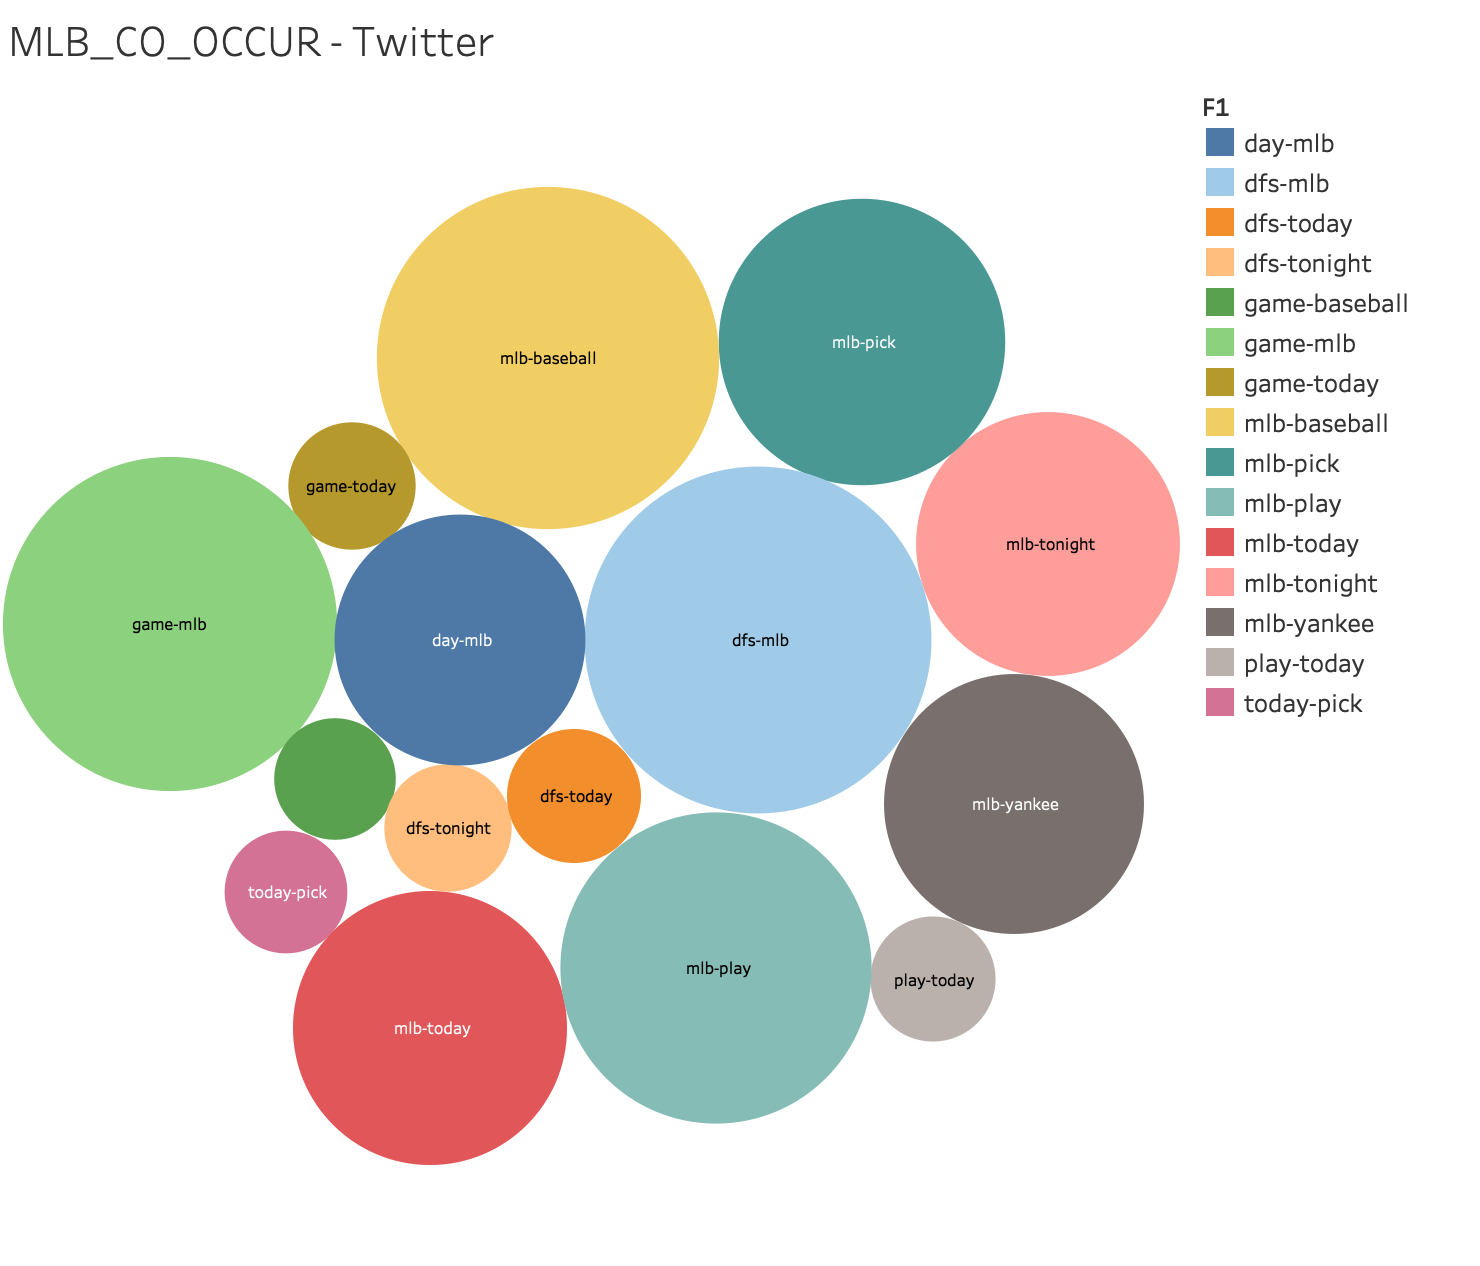 MLB_CO_OCCUR - Twitter
F1
day-mlb
dfs-mlb
dfs-today
dfs-tonight
game-baseball
game-mlb
game-today
mlb-baseball
mlb-pick
mlb-play
mlb-today
mlb-tonight
mlb-yankee
play-today
today-pick
mlb-baseball
mlb-pick
game-today
mlb-tonight
game-mlb
day-mlb
dfs-mlb
dfs-today
mlb-yankee
dfs-tonight
today-pick
mlb-play
play-today
mlb-today